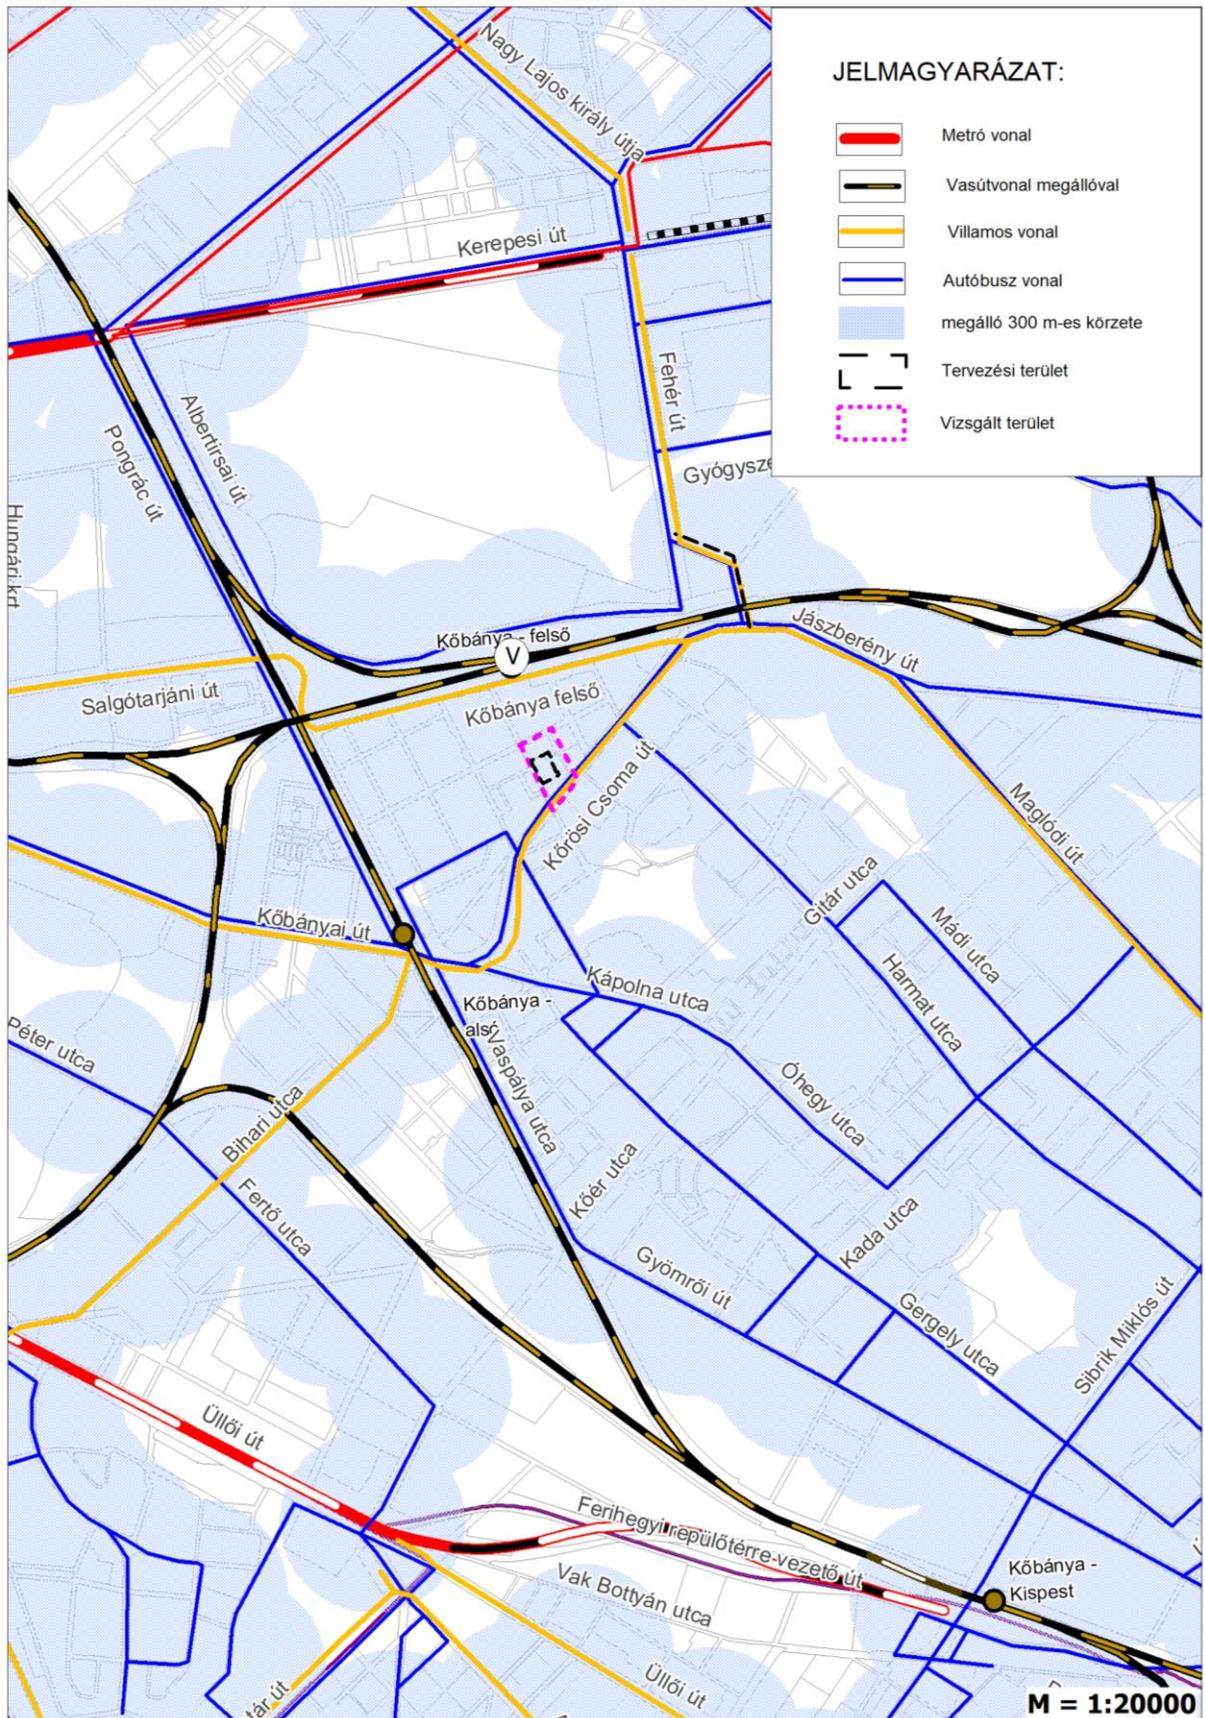 Nagy Lajos király útja
JELMAGYARÁZAT:
Metró vonal
Vasútvonal megállóval
Villamos vonal
Autóbusz vonal
megálló 300 m-es körzete
Tervezési terület
Vizsgált terület
Kerepesi út
Fehér út
Albertirsai út
Pongrác út
Gyógysze
Hungári krt
Kőbánya - felső
V
Jászberény út
Salgótarjáni út
Kőbánya felső
Kőrösi Csoma út
Maglódi út
Gitár utca
Mádi utca
Kőbányai út
Harmat utca
Kápolna utca
Kőbánya -
alsó
Péter utca
Vaspálya utca
Óhegy utca
Bihari utca
Kőér utca
Fertő utca
Kada utca
Gyömrői út
Gergely utca
Sibrik Miklós út
Üllői út
Ferihegyi repülőtérre vezető út
Kőbánya -
Kispest
Vak Bottyán utca
Üllői út
tár út
M = 1:20000